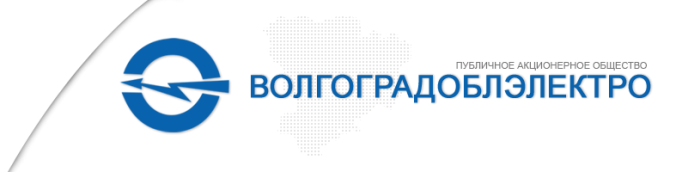 ПУБЛИЧНОЕ АКЦИОНЕРНОЕ ОБЩЕСТВО
ВОЛГОГРАДОБЛЭЛЕКТРО